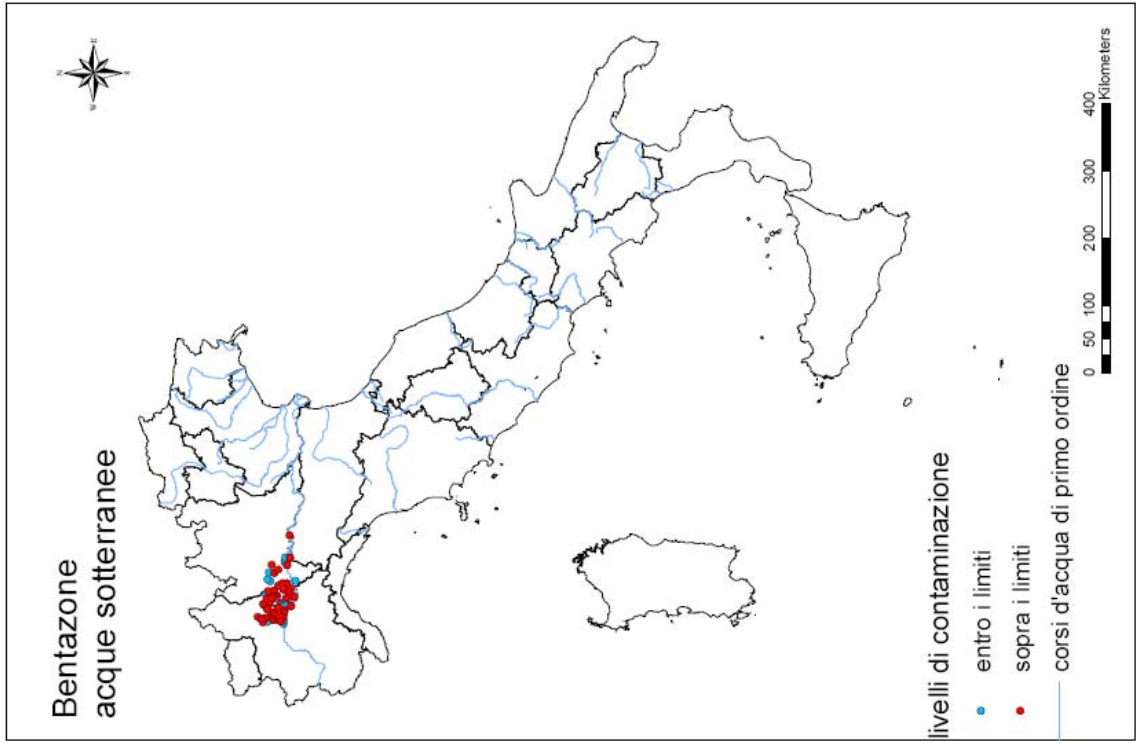 Bentazone
acque sotterranee
livelli di contaminazione
entro i limiti
sopra i limiti
corsi d'acqua di primo ordine
0 50 100 200 300 400
Kilometers